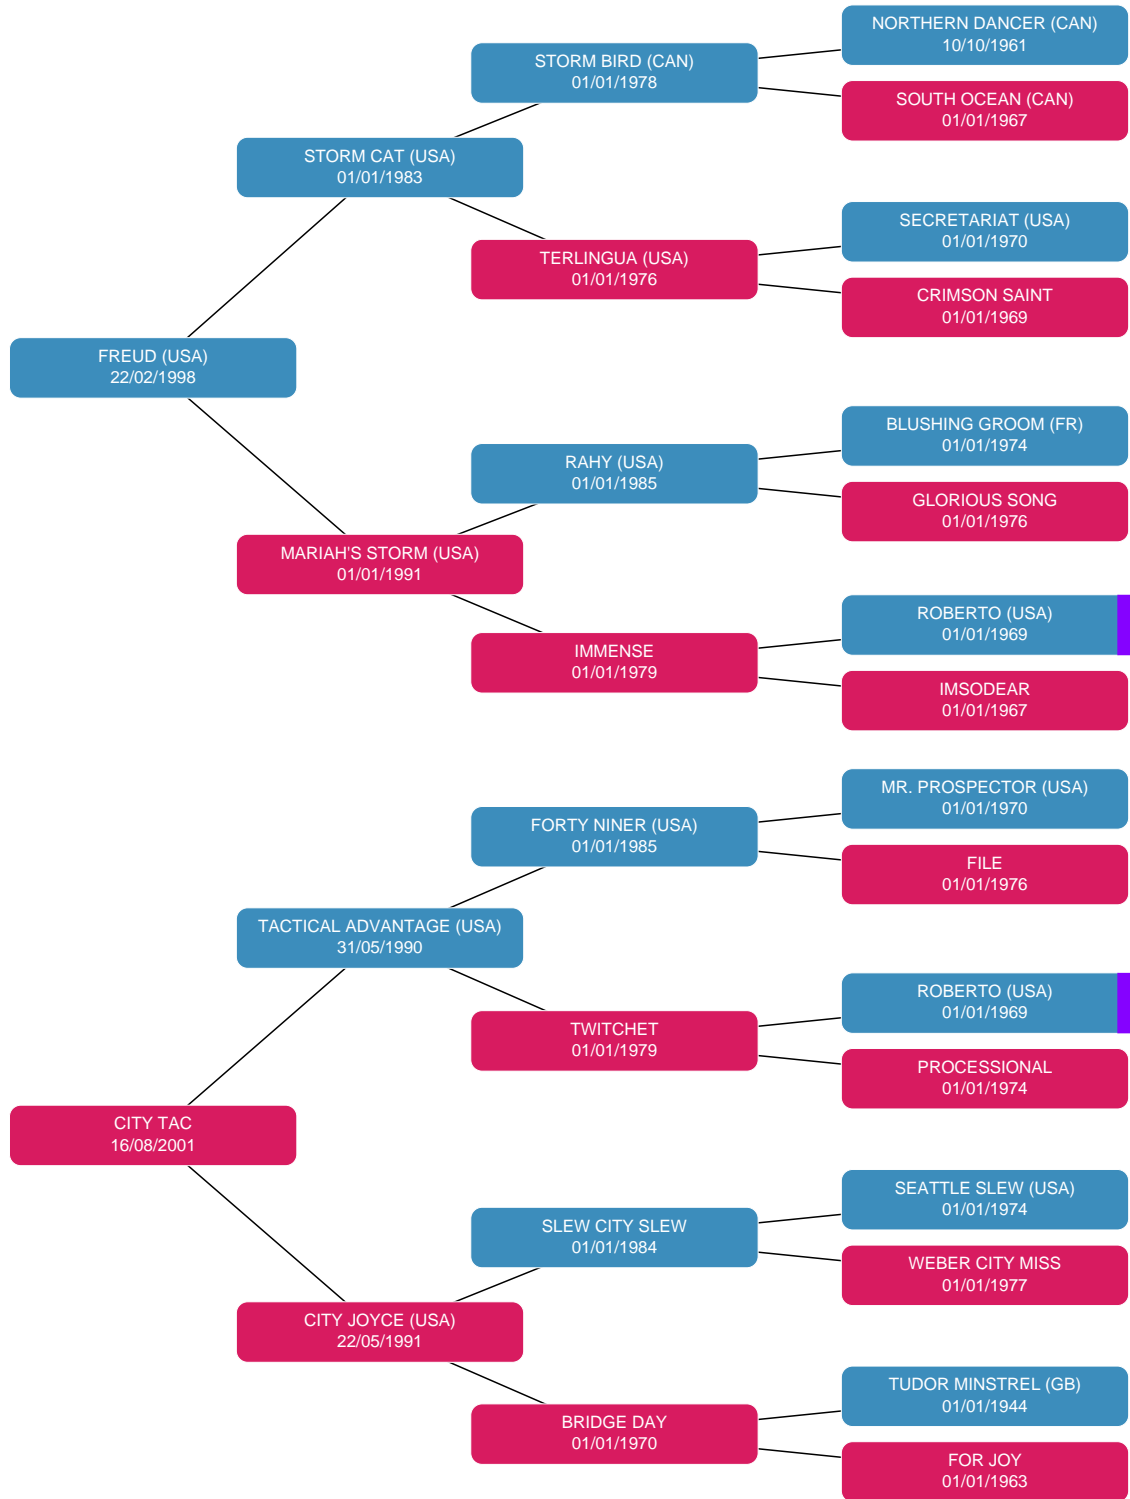 NORTHERN DANCER (CAN)
10/10/1961
STORM BIRD (CAN)
01/01/1978
SOUTH OCEAN (CAN)
01/01/1967
STORM CAT (USA)
01/01/1983
SECRETARIAT (USA)
01/01/1970
TERLINGUA (USA)
01/01/1976
CRIMSON SAINT
01/01/1969
FREUD (USA)
22/02/1998
BLUSHING GROOM (FR)
01/01/1974
RAHY (USA)
01/01/1985
GLORIOUS SONG
01/01/1976
MARIAH'S STORM (USA)
01/01/1991
ROBERTO (USA)
01/01/1969
IMMENSE
01/01/1979
IMSODEAR
01/01/1967
MR. PROSPECTOR (USA)
01/01/1970
FORTY NINER (USA)
01/01/1985
FILE
01/01/1976
TACTICAL ADVANTAGE (USA)
31/05/1990
ROBERTO (USA)
01/01/1969
TWITCHET
01/01/1979
PROCESSIONAL
01/01/1974
CITY TAC
16/08/2001
SEATTLE SLEW (USA)
01/01/1974
SLEW CITY SLEW
01/01/1984
WEBER CITY MISS
01/01/1977
CITY JOYCE (USA)
22/05/1991
TUDOR MINSTREL (GB)
01/01/1944
BRIDGE DAY
01/01/1970
FOR JOY
01/01/1963